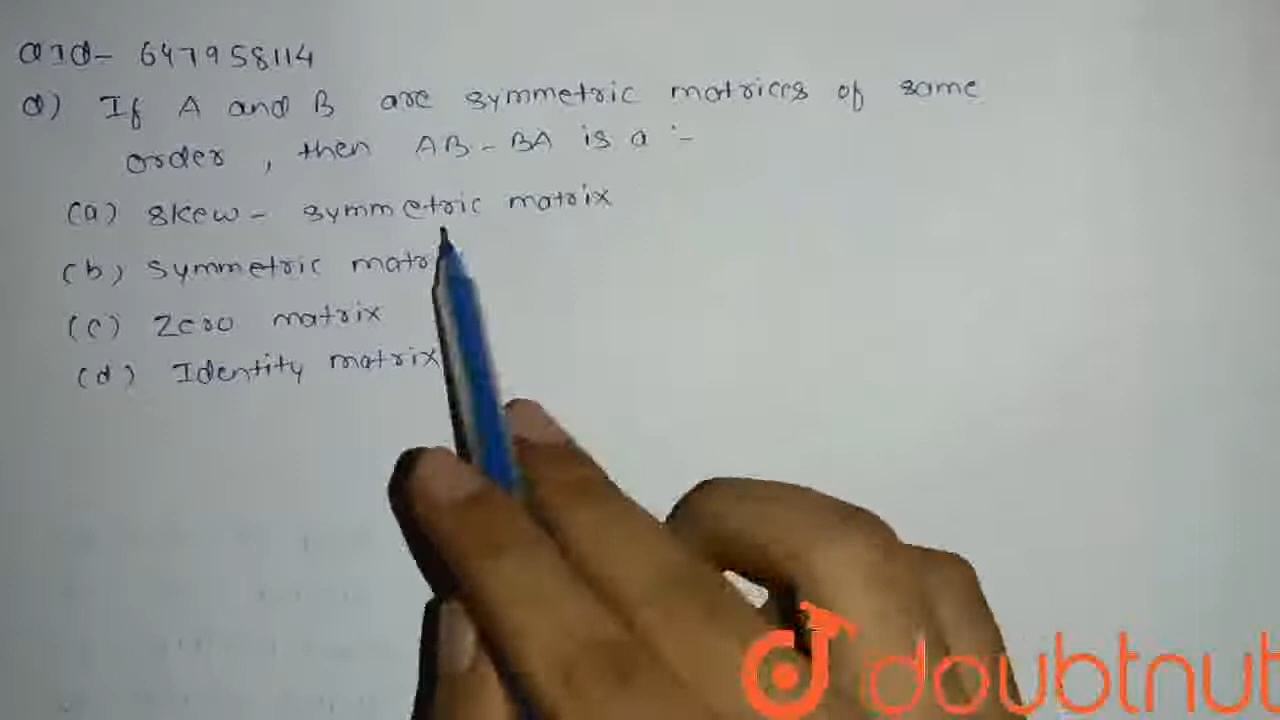 QID- 647958114
Q) If A and B are symmetric matrices of same
order, then AB-BA is a :-
(a) skew-symmetric matrix
(b) symmetric matr
(c) Zero matrix
(d) Identity matrix
doubtnut